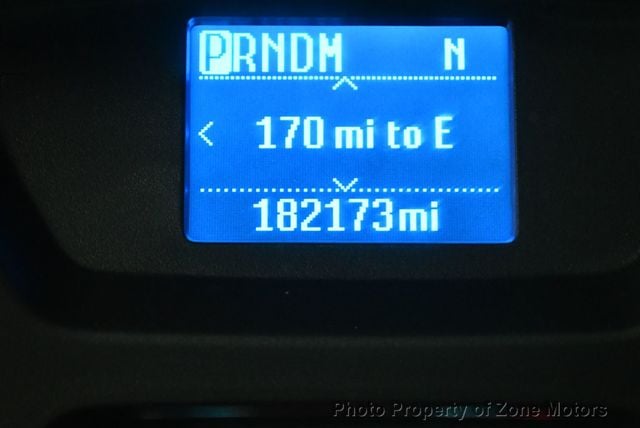 PRNDM N
170 mi to E
182173mi
Photo Property of Zone Motors